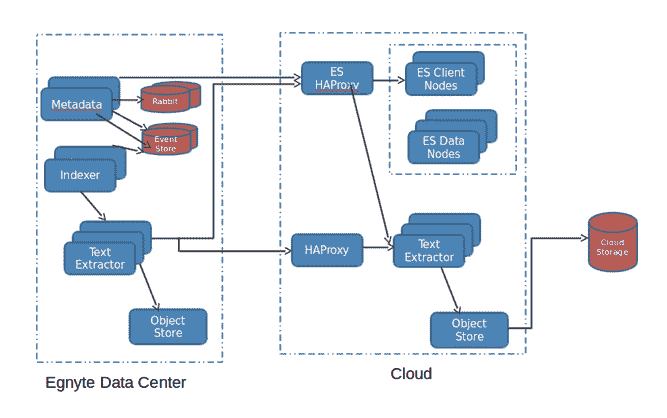 Metadata
Rabbit
Event
Store
Indexer
Text
Extractor
Object
Store
Egnyte Data Center
ES
HAProxy
ES Client
Nodes
ES Data
Nodes
HAProxy
Text
Extractor
Object
Store
Cloud
Cloud
Storage